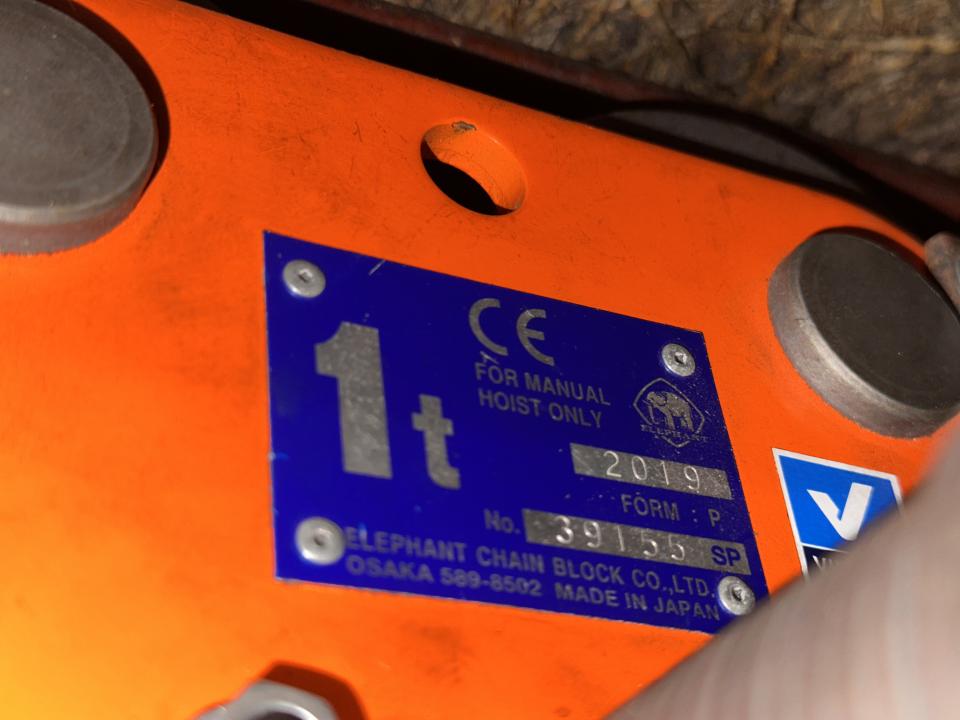 CE
1t
FOR MANUAL
HOIST ONLY
ELEPHANT
2019
FORM : P
No. 39155 SP
ELEPHANT CHAIN BLOCK CO.,LTD.
OSAKA 589-8502 MADE IN JAPAN